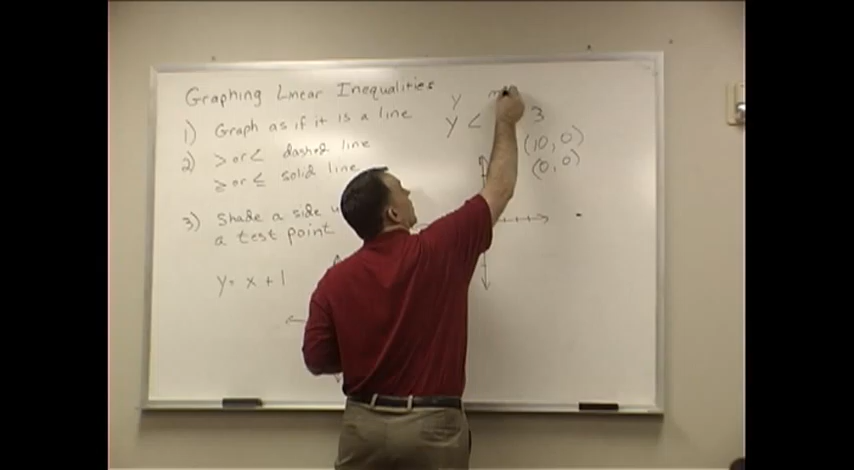 Graphing Linear Inequalities
1) Graph as if it is a line
2) > or < dashed line
≥ or ≤ solid line
3) Shade a side
a test point
y = x + 1
y
y < 3
(10, 0)
(0, 0)